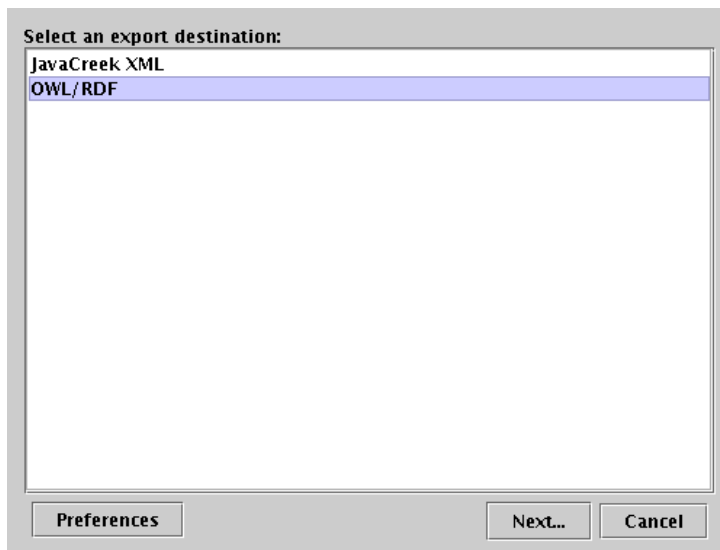 Select an export destination:
JavaCreek XML
OWL/RDF
Preferences
Next...
Cancel